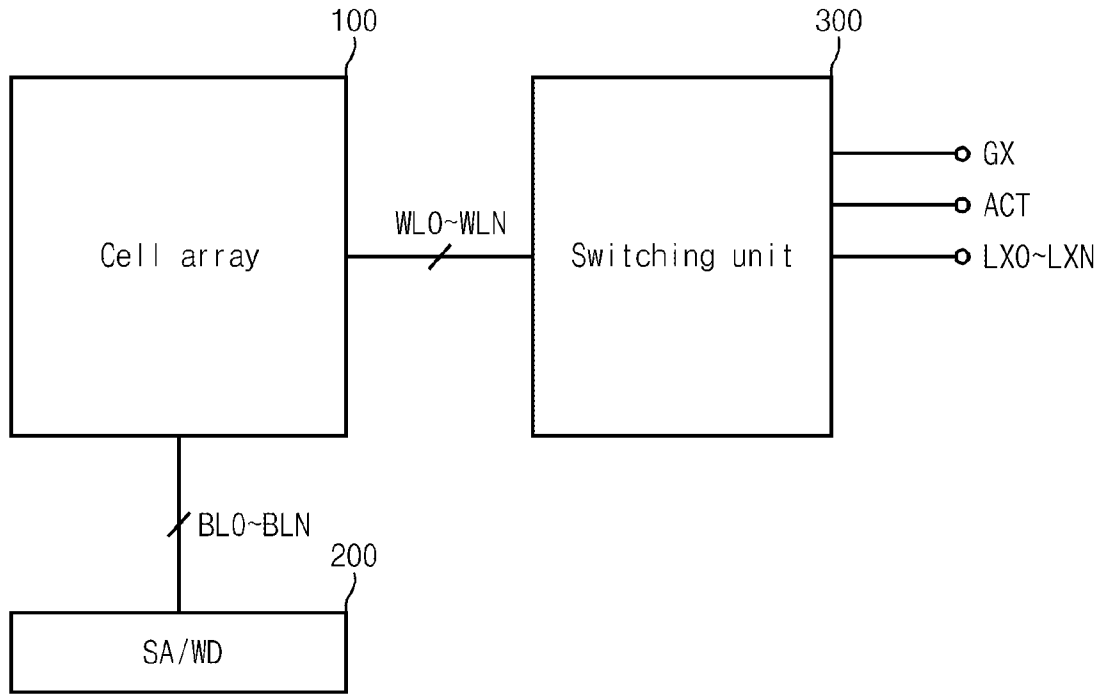 100
300
GX
ACT
LX0~LXN
WL0~WLN
Cell array
Switching unit
BL0~BLN
200
SA/WD